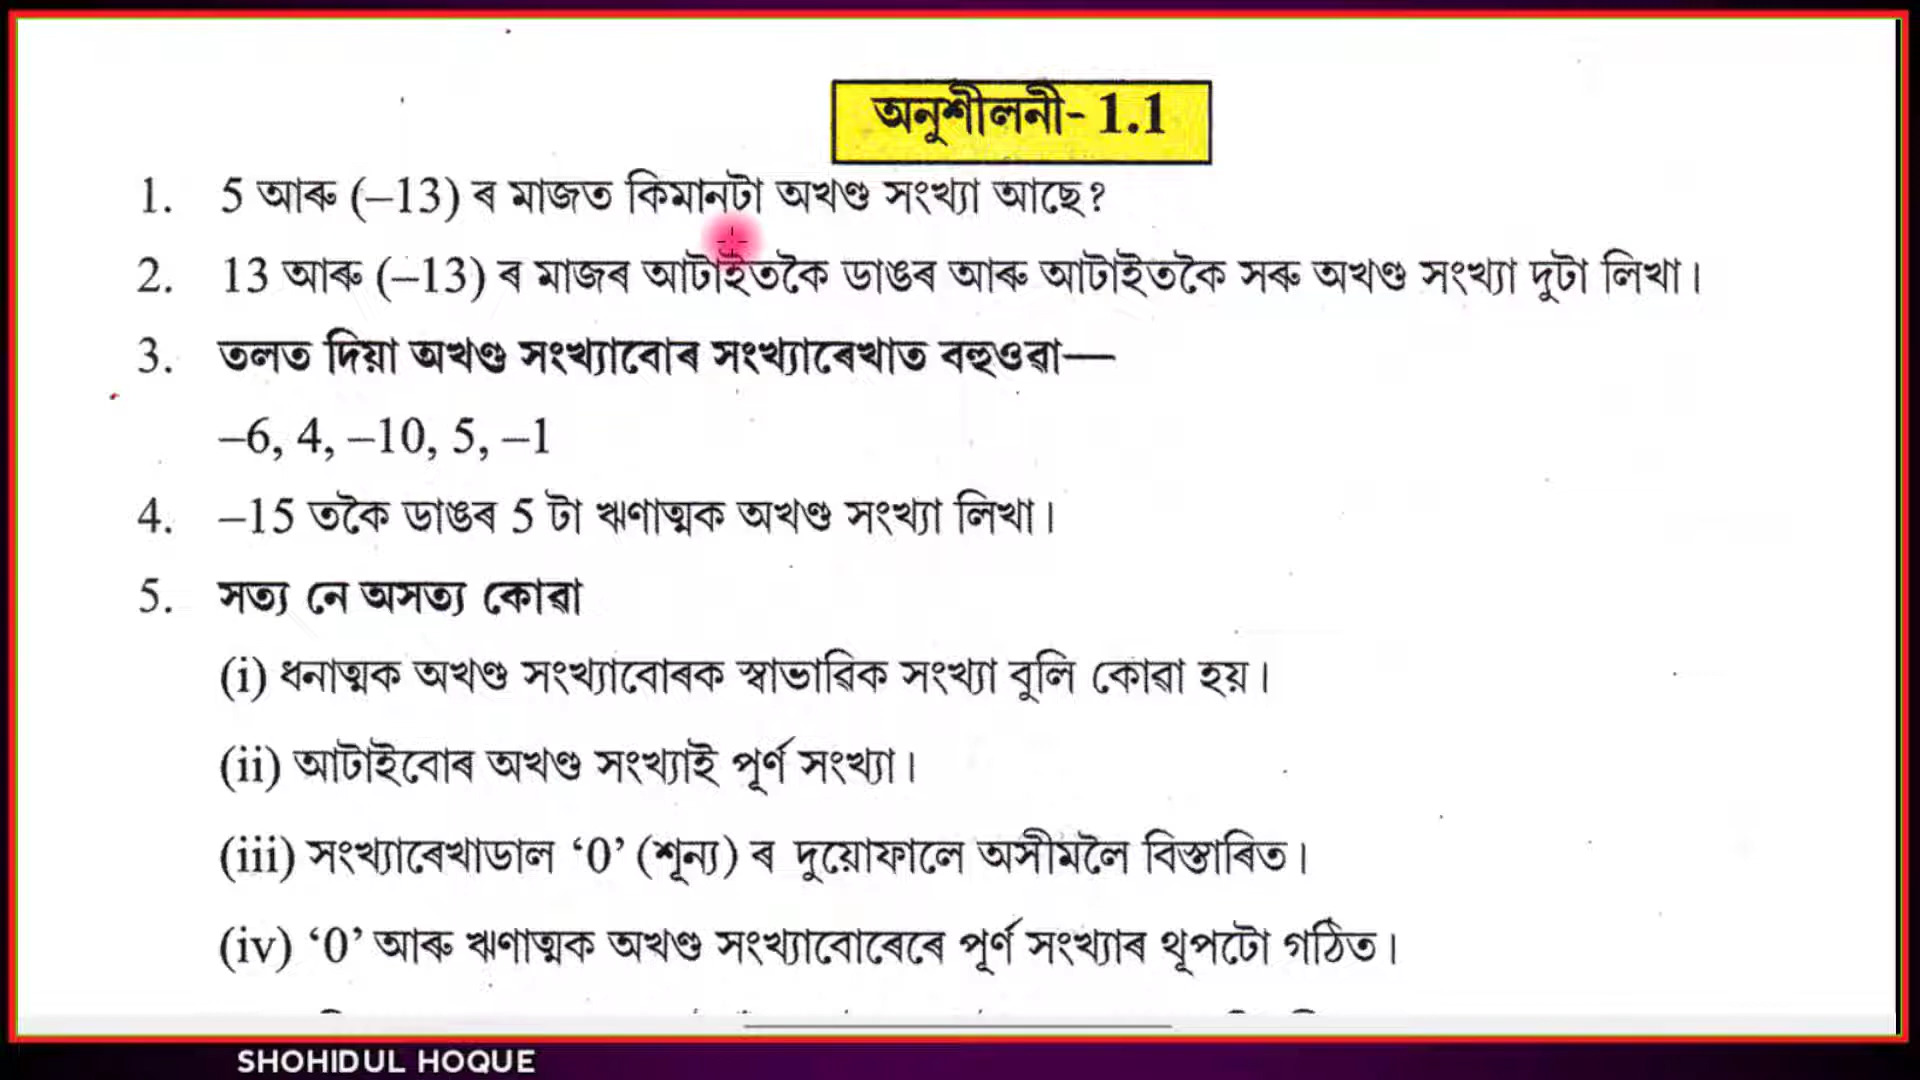 অনুশীলনী- 1.1
1. 5 আৰু (–13) ৰ মাজত কিমানটা অখণ্ড সংখ্যা আছে?
2. 13 আৰু (–13) ৰ মাজৰ আটাইতকৈ ডাঙৰ আৰু আটাইতকৈ সৰু অখণ্ড সংখ্যা দুটা লিখা।
3. তলত দিয়া অখণ্ড সংখ্যাবোৰ সংখ্যাৰেখাত বহুওৱা—
–6, 4, –10, 5, –1
4. –15 তকৈ ডাঙৰ 5 টা ঋণাত্মক অখণ্ড সংখ্যা লিখা।
5. সত্য নে অসত্য কোৱা
(i) ধনাত্মক অখণ্ড সংখ্যাবোৰক স্বাভাৱিক সংখ্যা বুলি কোৱা হয়।
(ii) আটাইবোৰ অখণ্ড সংখ্যাই পূৰ্ণ সংখ্যা।
(iii) সংখ্যাৰেখাডাল ‘0’ (শূন্য) ৰ দুয়োফালে অসীমলৈ বিস্তাৰিত।
(iv) ‘0’ আৰু ঋণাত্মক অখণ্ড সংখ্যাবোৰেৰে পূৰ্ণ সংখ্যাৰ থূপটো গঠিত।
SHOHIDUL HOQUE